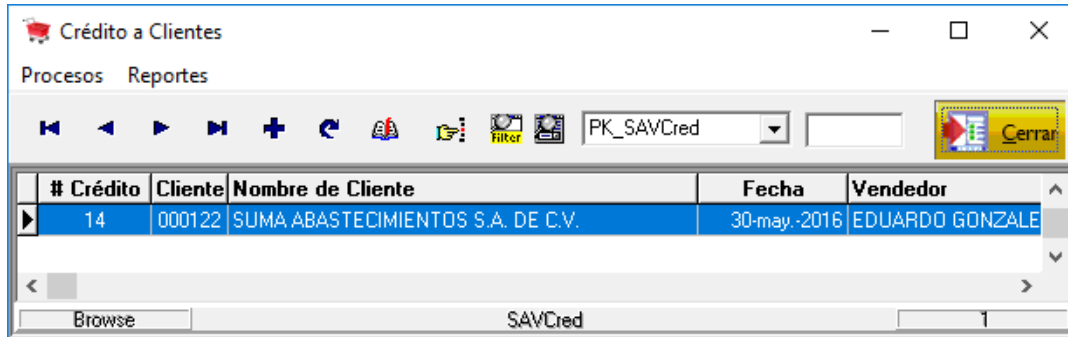 Crédito a Clientes
Procesos Reportes
Filter PK_SAVCred Cerrar
# Crédito Cliente Nombre de Cliente Fecha Vendedor
14 000122 SUMA ABASTECIMIENTOS S.A. DE C.V. 30-may.-2016 EDUARDO GONZALE
Browse SAVCred 1